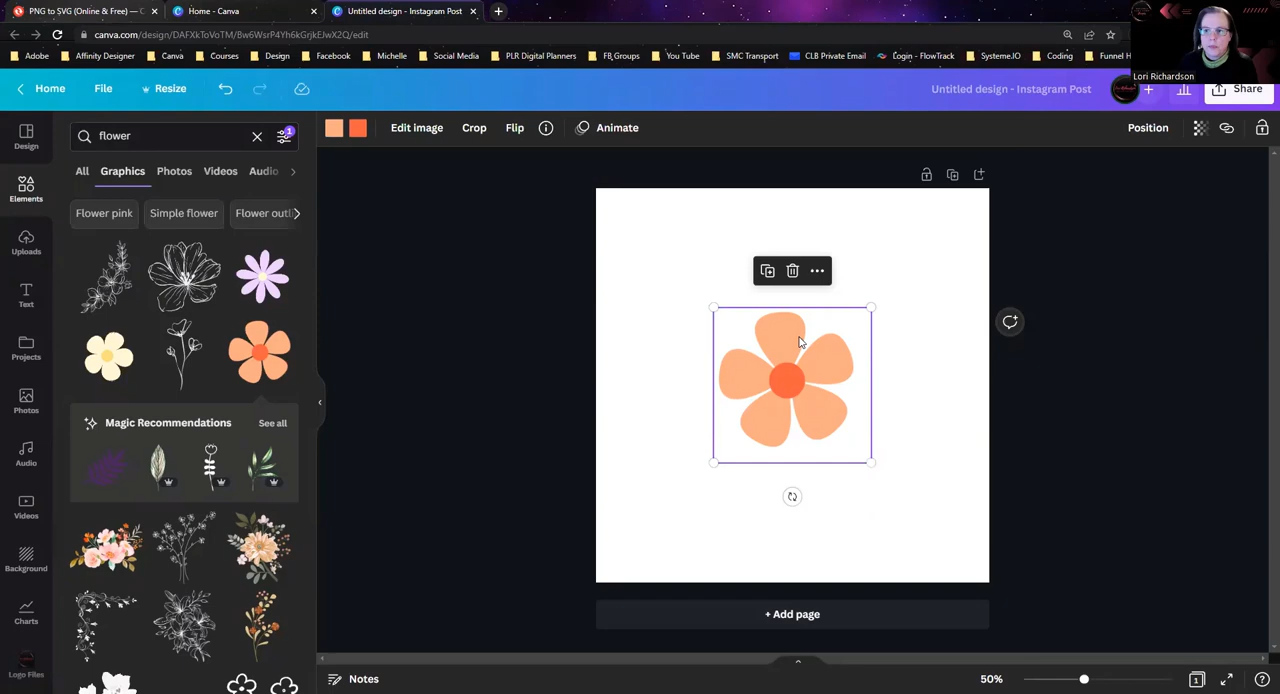 PNG to SVG (Online & Free) — C
Home - Canva
Untitled design - Instagram Post
canva.com/design/DAFXkToVoTM/Bw6WsrP4Yh6kGrjkEJwX2Q/edit
Adobe
Affinity Designer
Canva
Courses
Design
Facebook
Michelle
Social Media
PLR Digital Planners
FB Groups
You Tube
SMC Transport
CLB Private Email
Login - FlowTrack
Systeme.IO
Coding
Funnel H
Lori Richardson
Home
File
Resize
Untitled design - Instagram Post
Share
Design
Elements
Uploads
Text
Projects
Photos
Audio
Videos
Background
Charts
Logo Files
flower
1
All
Graphics
Photos
Videos
Audio
Flower pink
Simple flower
Flower outli
Magic Recommendations
See all
Edit image
Crop
Flip
Animate
Position
+ Add page
Notes
50%
1